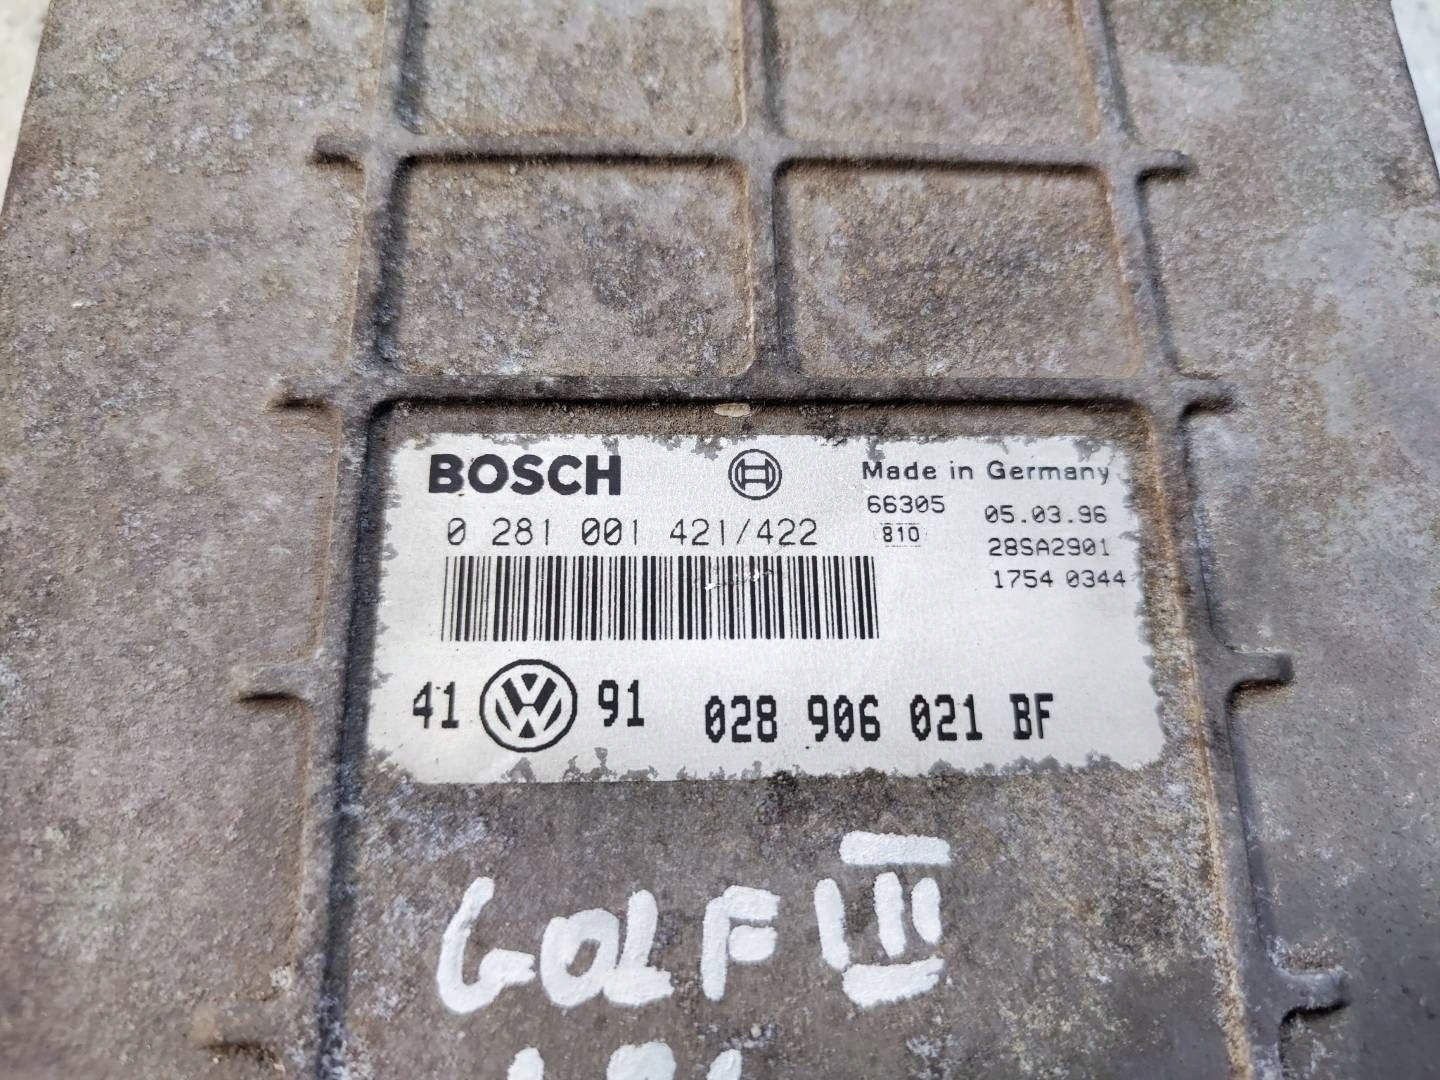 BOSCH
Made in Germany
66305
05.03.96
0 281 001 421/422
810
28SA2901
1754 0344
41 VW 91 028 906 021 BF
GOLF III